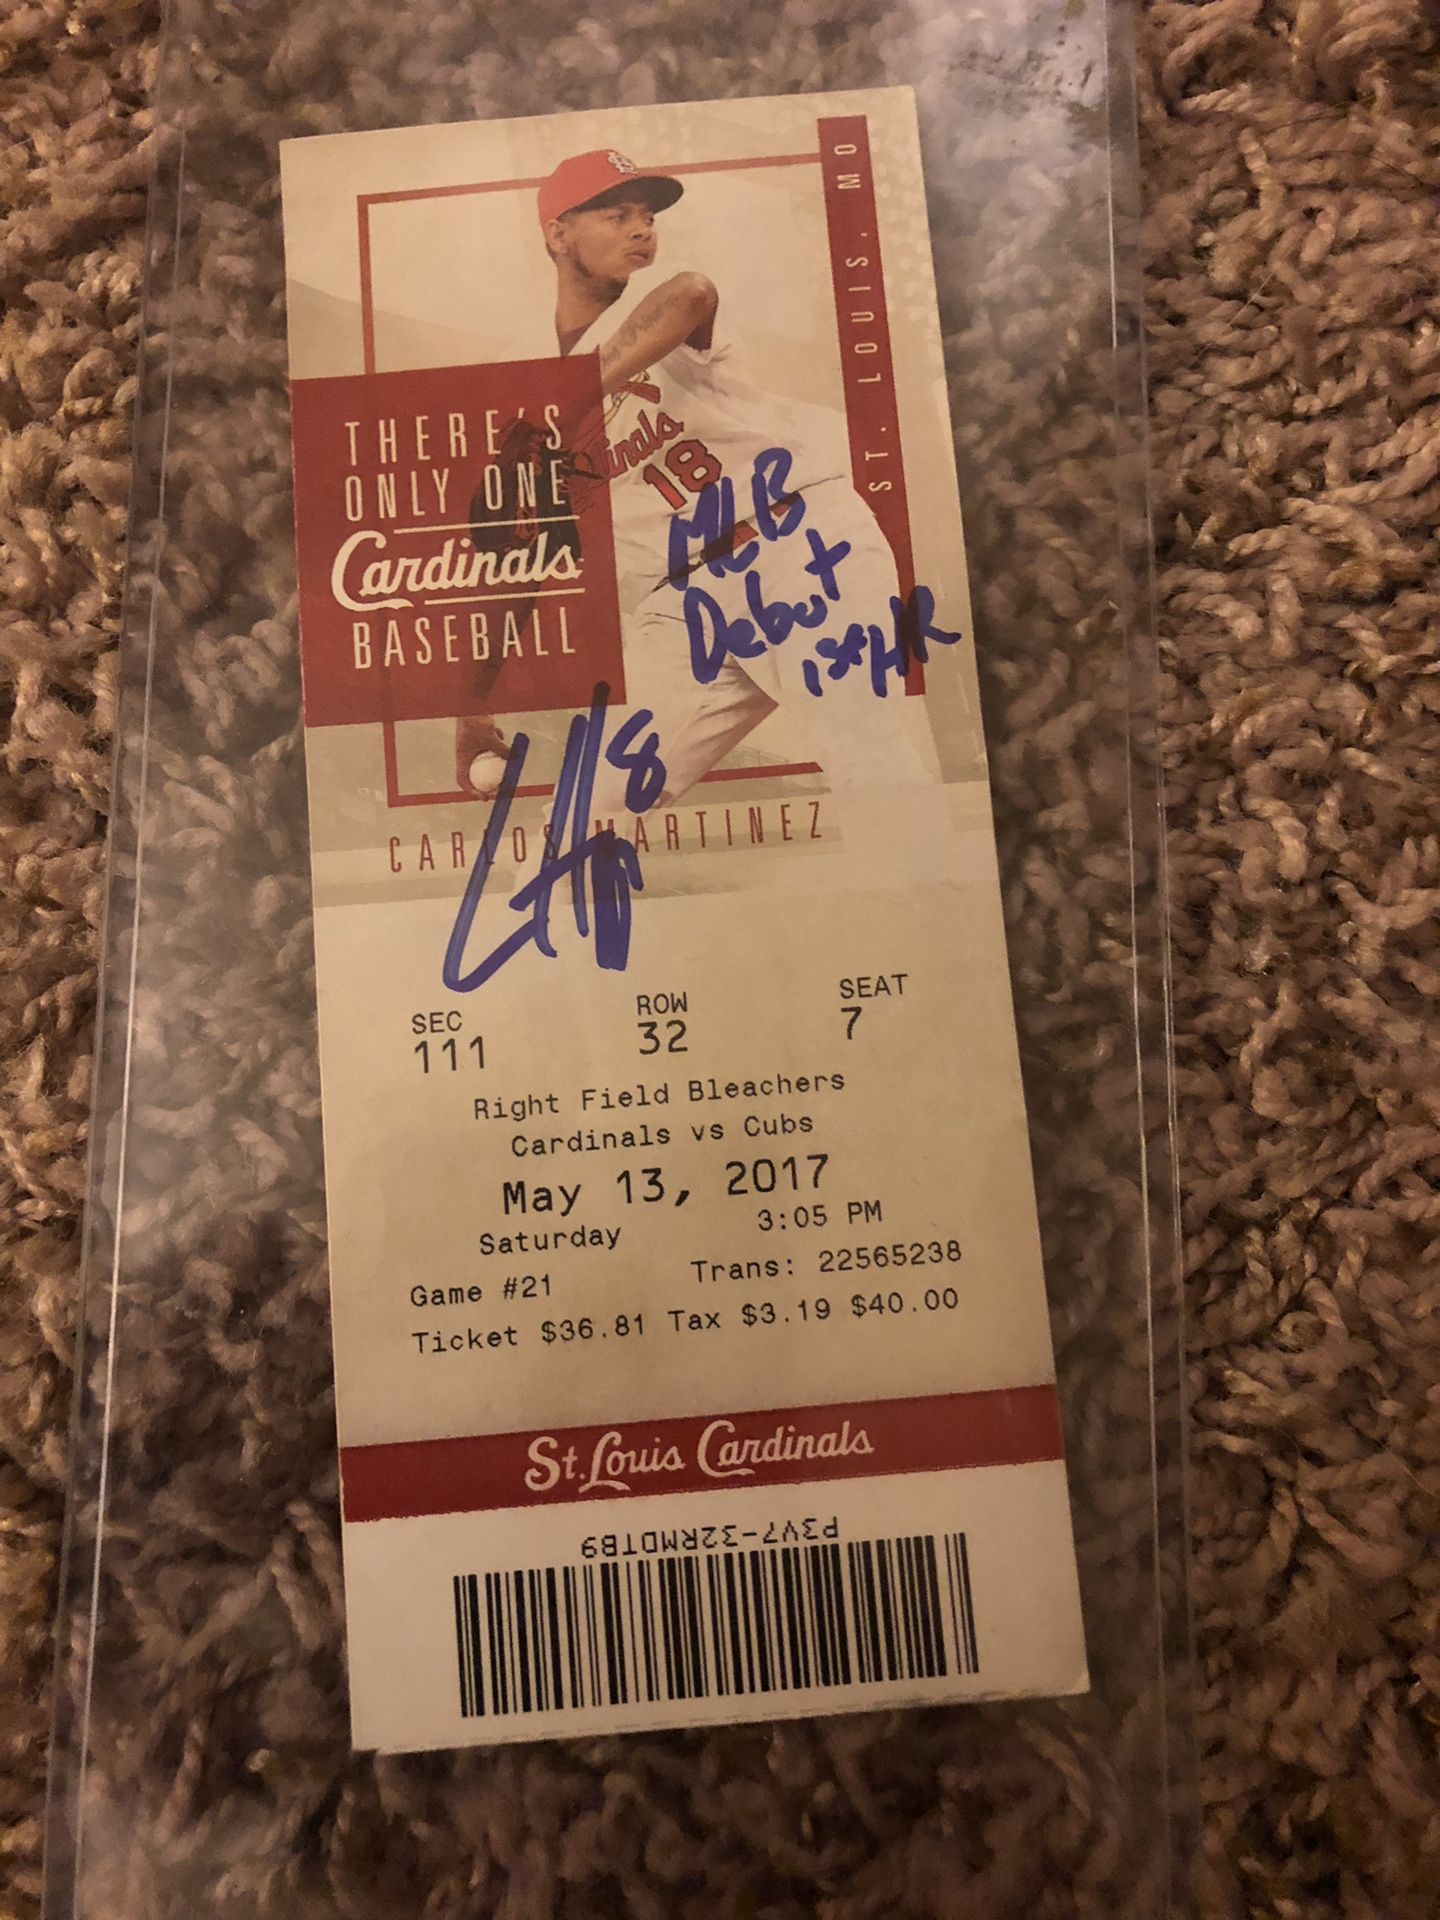 ST. LOUIS. MO
THERE'S
ONLY ONE
Cardinals
BASEBALL
Cardinals
18
MLB
Debut
1st HR
8
CARLOS MARTINEZ
SEC ROW SEAT
111 32 7
Right Field Bleachers
Cardinals vs Cubs
May 13, 2017
Saturday 3:05 PM
Game #21 Trans: 22565238
Ticket $36.81 Tax $3.19 $40.00
St. Louis Cardinals
P3V7-32RMDTB9